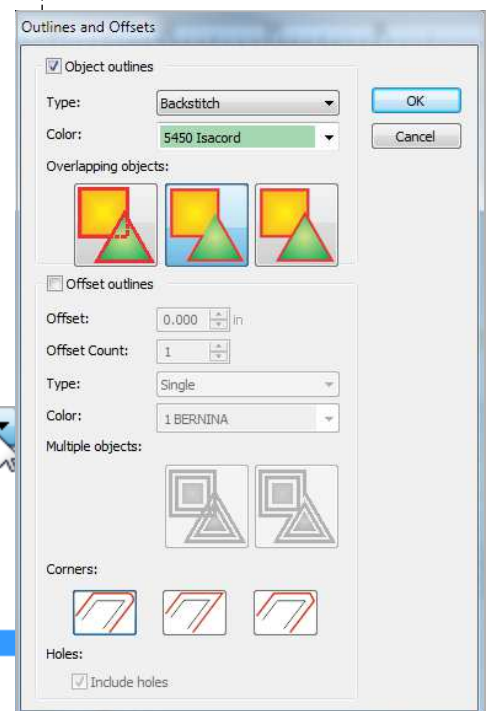 Outlines and Offsets
Object outlines
Type: Backstitch
OK
Color: 5450 Isacord
Cancel
Overlapping objects:
Offset outlines
Offset: 0.000 in
Offset Count: 1
Type: Single
Color: 1 BERNINA
Multiple objects:
Corners:
Holes:
Include holes